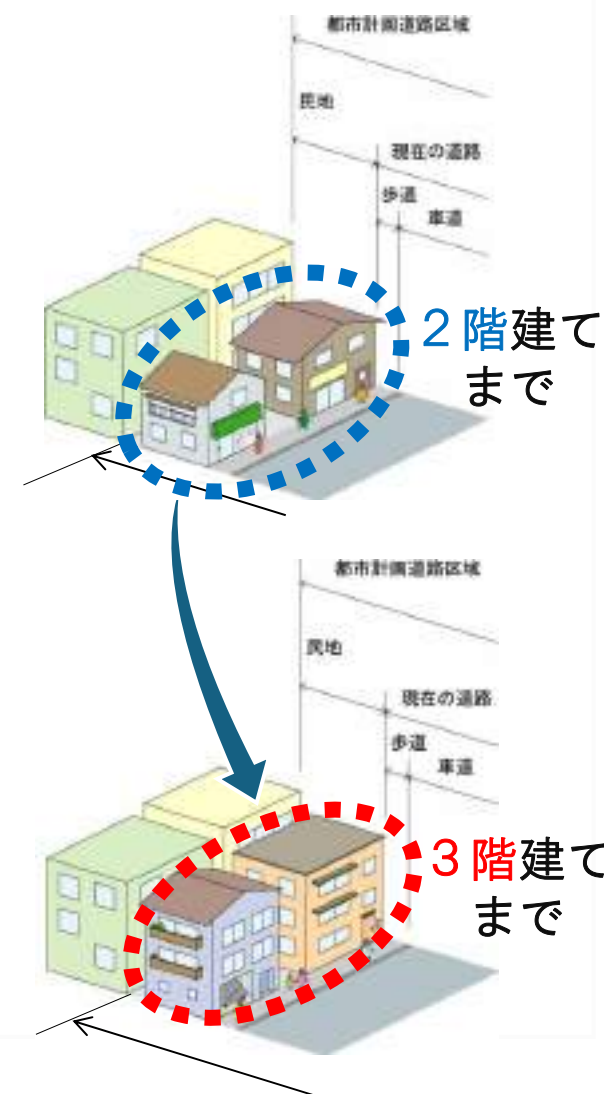 都市計画道路区域
民地
現在の道路
歩道
車道
2階建て
まで
都市計画道路区域
民地
現在の道路
歩道
車道
3階建て
まで